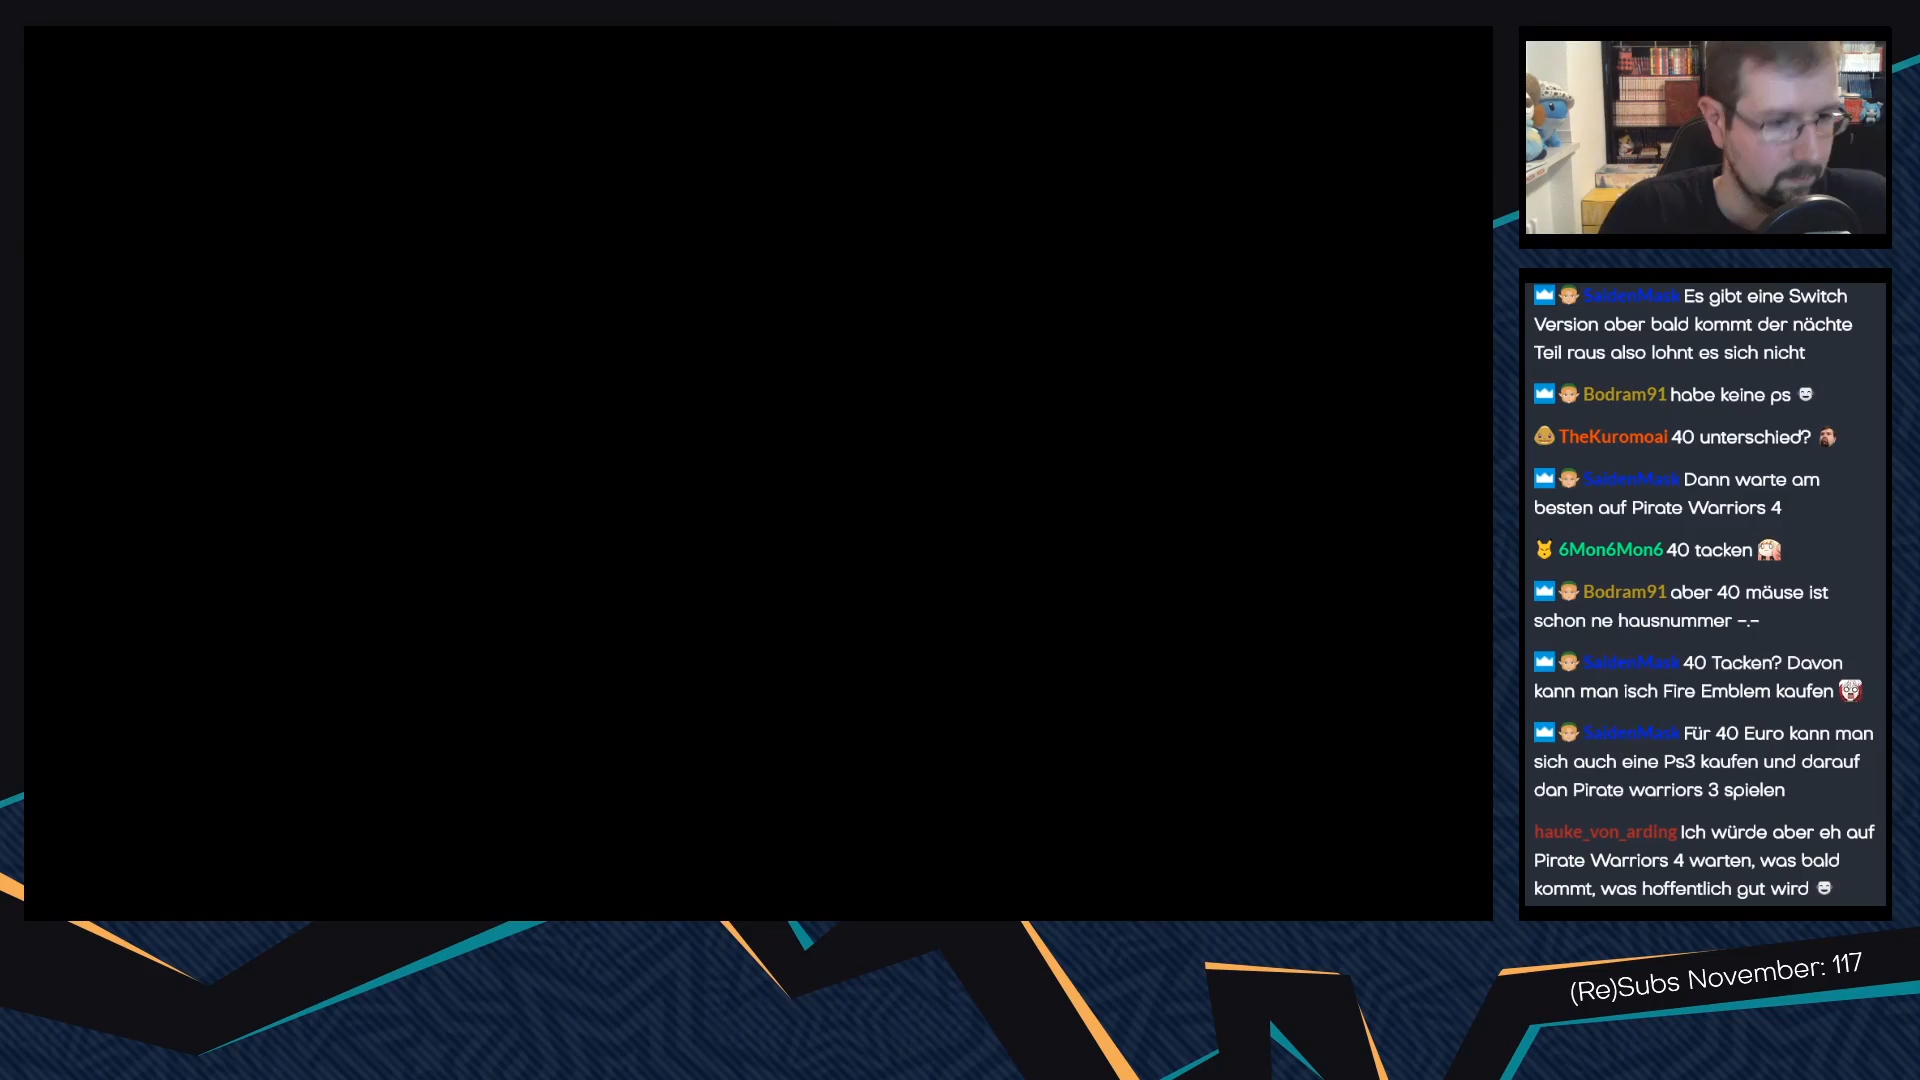 SaldenMask Es gibt eine Switch
Version aber bald kommt der nächte
Teil raus also lohnt es sich nicht
Bodram91 habe keine ps
TheKuromoai 40 unterschied?
SaldenMask Dann warte am
besten auf Pirate Warriors 4
6Mon6Mon6 40 tacken
Bodram91 aber 40 mäuse ist
schon ne hausnummer -.-
SaldenMask 40 Tacken? Davon
kann man isch Fire Emblem kaufen
SaldenMask Für 40 Euro kann man
sich auch eine Ps3 kaufen und darauf
dan Pirate warriors 3 spielen
hauke_von_arding Ich würde aber eh auf
Pirate Warriors 4 warten, was bald
kommt, was hoffentlich gut wird
(Re)Subs November: 117